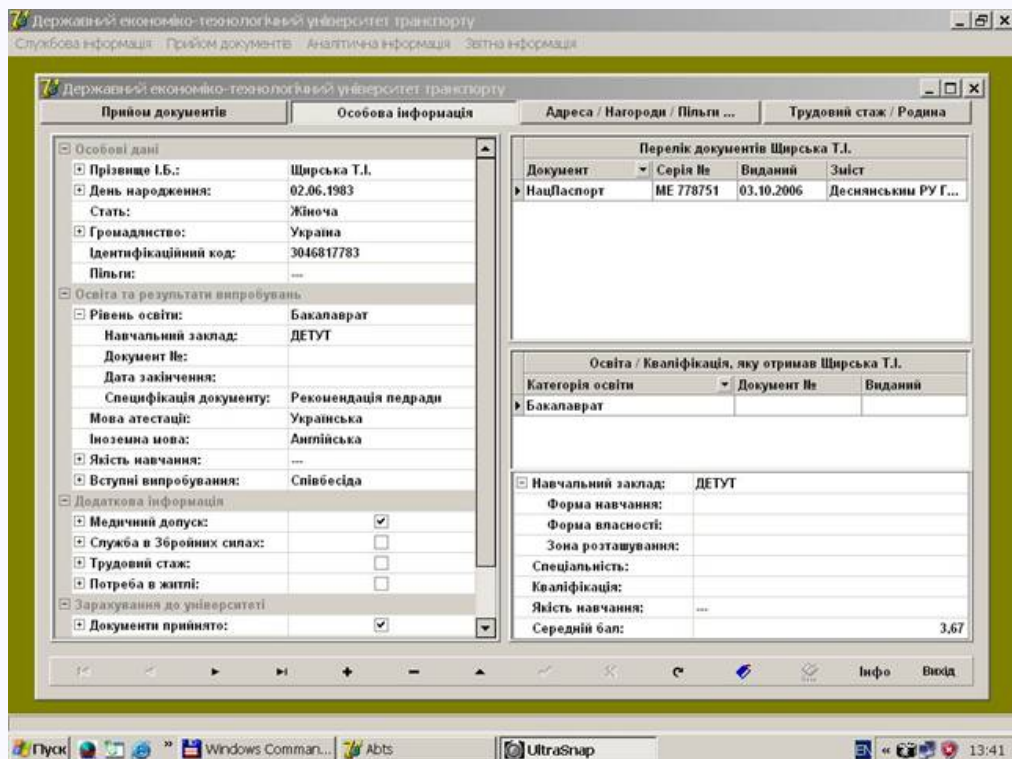 Державний економіко-технологічний університет транспорту
Службова інформація Прийом документів Аналітична інформація Звітна інформація
Державний економіко-технологічний університет транспорту
Прийом документів Особова інформація Адреса / Нагороди / Пільги ... Трудовий стаж / Родина
Особові дані
Прізвище І.Б.: Щирська Т.І.
День народження: 02.06.1983
Стать: Жіноча
Громадянство: Україна
Ідентифікаційний код: 3046817783
Пільги: ---
Освіта та результати випробувань
Рівень освіти: Бакалаврат
Навчальний заклад: ДЕТУТ
Документ №:
Дата закінчення:
Специфікація документу: Рекомендація педради
Мова атестації: Українська
Іноземна мова: Англійська
Якість навчання: ---
Вступні випробування: Співбесіда
Додаткова інформація
Медичний допуск:
Служба в Збройних силах:
Трудовий стаж:
Потреба в житлі:
Зарахування до університеті
Документи прийнято:
Перелік документів Щирська Т.І.
Документ Серія № Виданий Зміст
НацПаспорт МЕ 778751 03.10.2006 Деснянським РУ Г...
Освіта / Кваліфікація, яку отримав Щирська Т.І.
Категорія освіти Документ № Виданий
Бакалаврат
Навчальний заклад: ДЕТУТ
Форма навчання:
Форма власності:
Зона розташування:
Спеціальність:
Кваліфікація:
Якість навчання: ---
Середній бал: 3,67
Інфо Вихід
Пуск » Windows Comman... Abts UltraSnap EN « 13:41